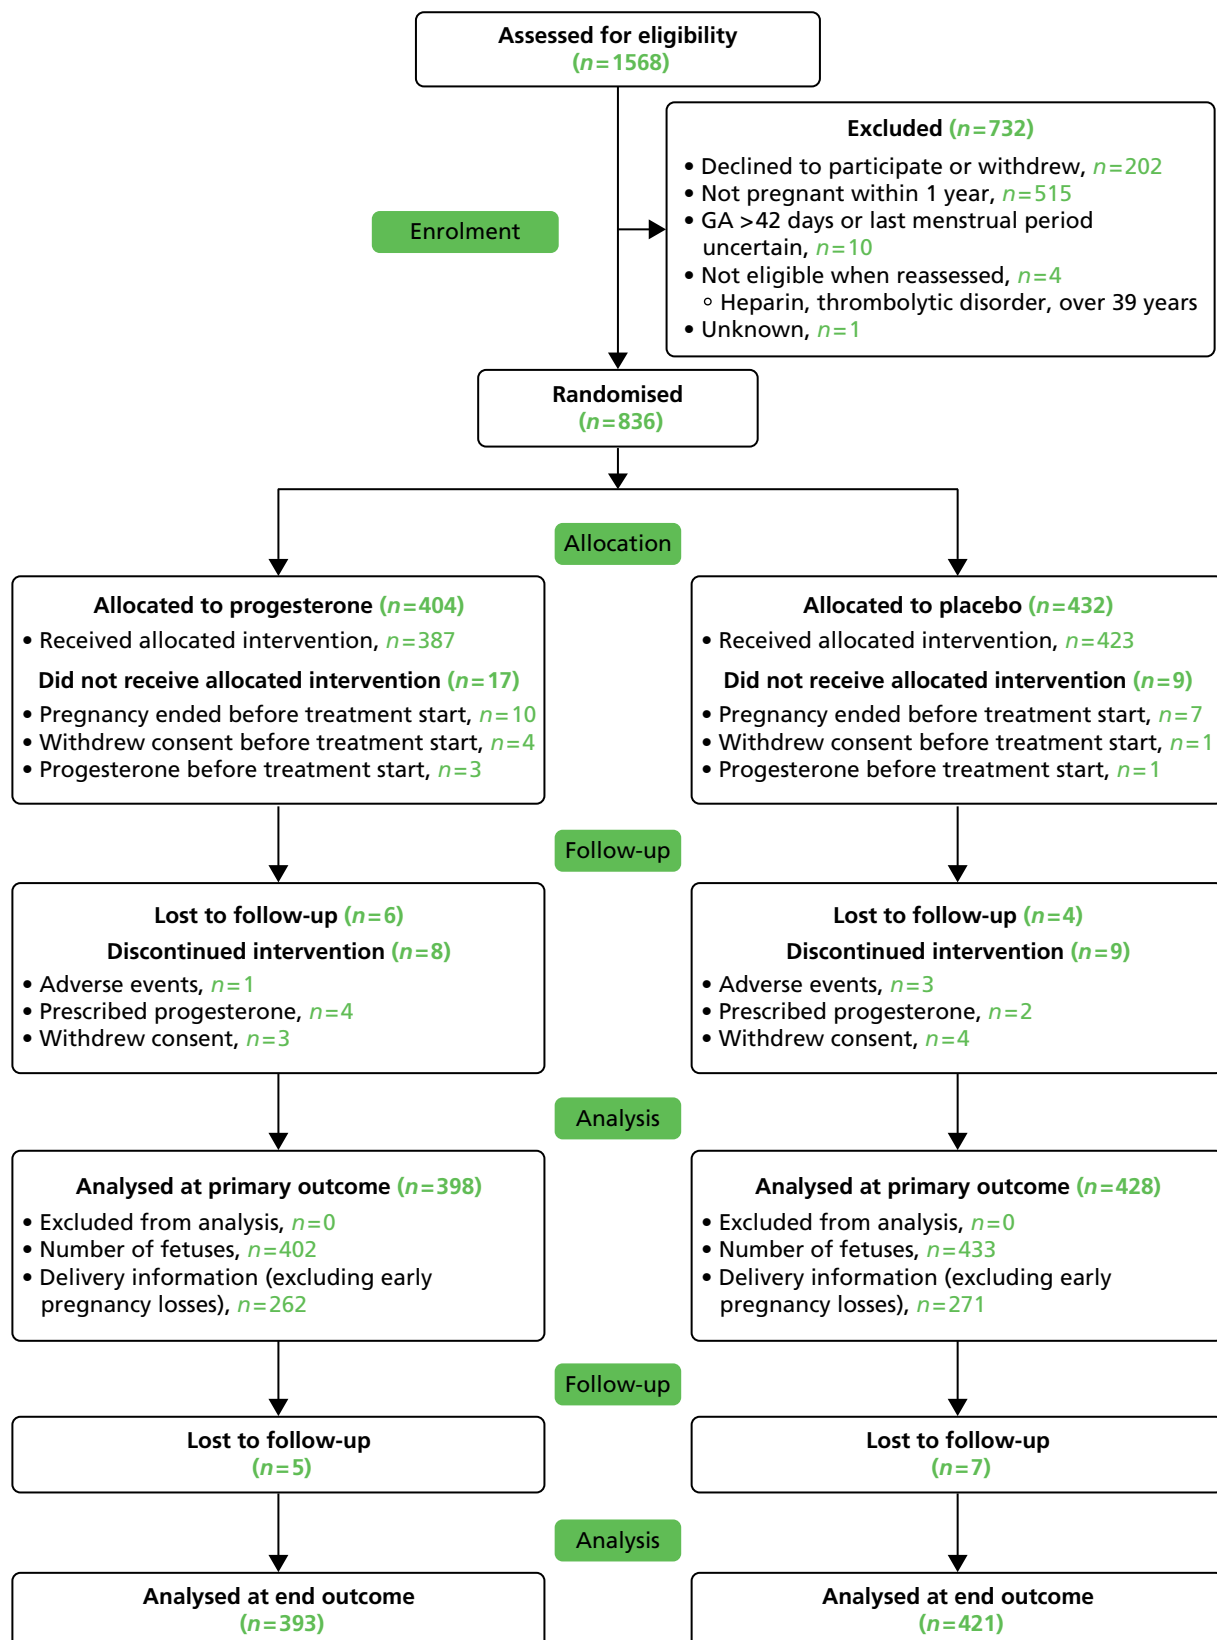 Assessed for eligibility
(n=1568)
Excluded (n=732)
• Declined to participate or withdrew, n=202
• Not pregnant within 1 year, n=515
• GA >42 days or last menstrual period
uncertain, n=10
• Not eligible when reassessed, n=4
○ Heparin, thrombolytic disorder, over 39 years
• Unknown, n=1
Enrolment
Randomised
(n=836)
Allocation
Allocated to progesterone (n=404)
• Received allocated intervention, n=387
Did not receive allocated intervention (n=17)
• Pregnancy ended before treatment start, n=10
• Withdrew consent before treatment start, n=4
• Progesterone before treatment start, n=3
Allocated to placebo (n=432)
• Received allocated intervention, n=423
Did not receive allocated intervention (n=9)
• Pregnancy ended before treatment start, n=7
• Withdrew consent before treatment start, n=1
• Progesterone before treatment start, n=1
Follow-up
Lost to follow-up (n=6)
Discontinued intervention (n=8)
• Adverse events, n=1
• Prescribed progesterone, n=4
• Withdrew consent, n=3
Lost to follow-up (n=4)
Discontinued intervention (n=9)
• Adverse events, n=3
• Prescribed progesterone, n=2
• Withdrew consent, n=4
Analysis
Analysed at primary outcome (n=398)
• Excluded from analysis, n=0
• Number of fetuses, n=402
• Delivery information (excluding early
pregnancy losses), n=262
Analysed at primary outcome (n=428)
• Excluded from analysis, n=0
• Number of fetuses, n=433
• Delivery information (excluding early
pregnancy losses), n=271
Follow-up
Lost to follow-up
(n=5)
Lost to follow-up
(n=7)
Analysis
Analysed at end outcome
(n=393)
Analysed at end outcome
(n=421)